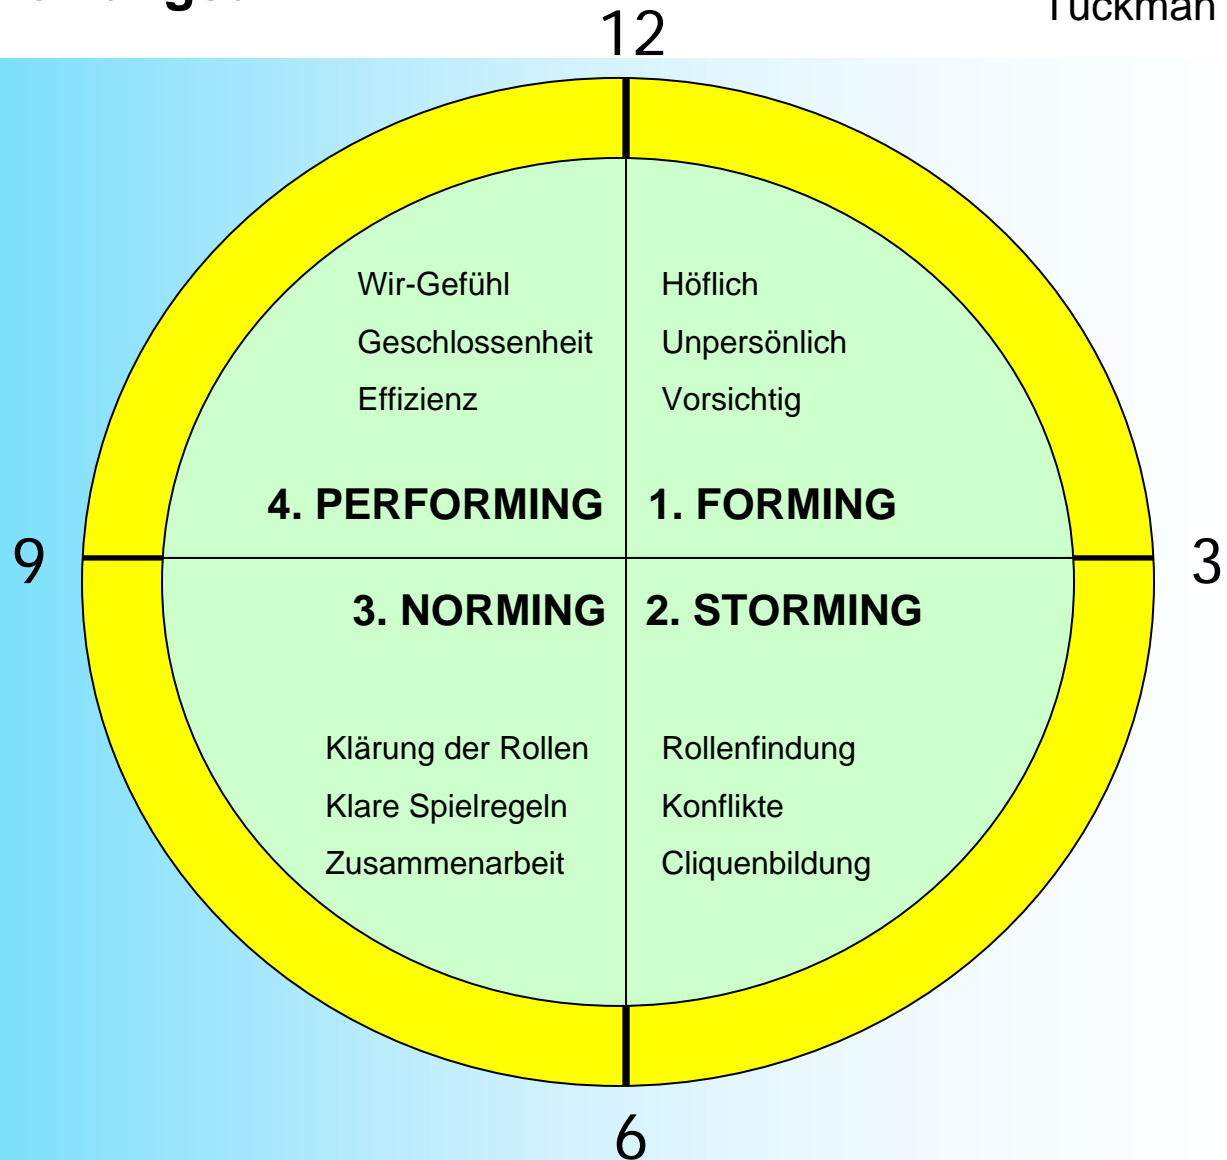 Tuckman
12
Wir-Gefühl
Geschlossenheit
Effizienz
4. PERFORMING
Höflich
Unpersönlich
Vorsichtig
1. FORMING
9
3
3. NORMING
Klärung der Rollen
Klare Spielregeln
Zusammenarbeit
2. STORMING
Rollenfindung
Konflikte
Cliquenbildung
6